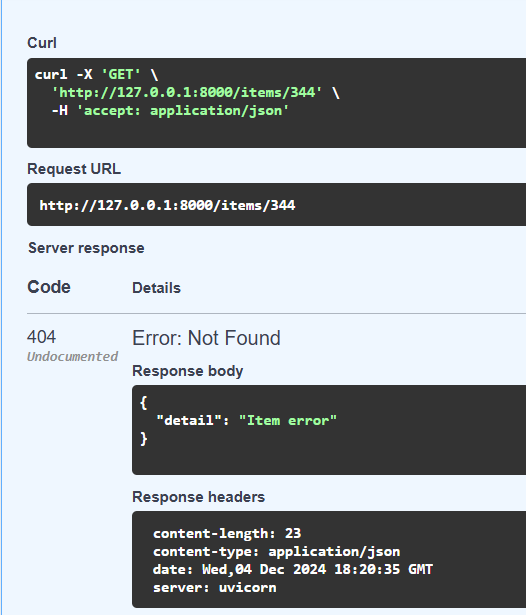 Curl
curl -X 'GET' \
'http://127.0.0.1:8000/items/344' \
-H 'accept: application/json'
Request URL
http://127.0.0.1:8000/items/344
Server response
Code Details
404 Error: Not Found
Undocumented
Response body
{
"detail": "Item error"
}
Response headers
content-length: 23
content-type: application/json
date: Wed,04 Dec 2024 18:20:35 GMT
server: uvicorn